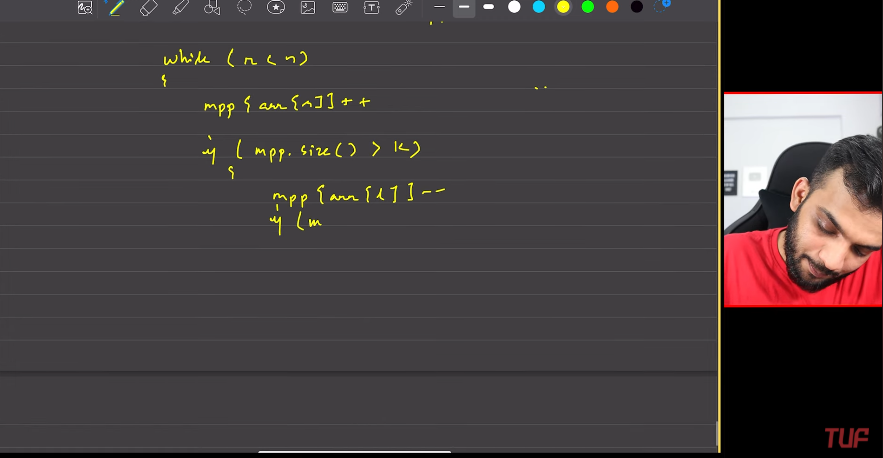 while (r < n)
{
mpp[arr[r]]++
if (mpp.size() > k)
{
mpp[arr[l]]--
if (m
TUF